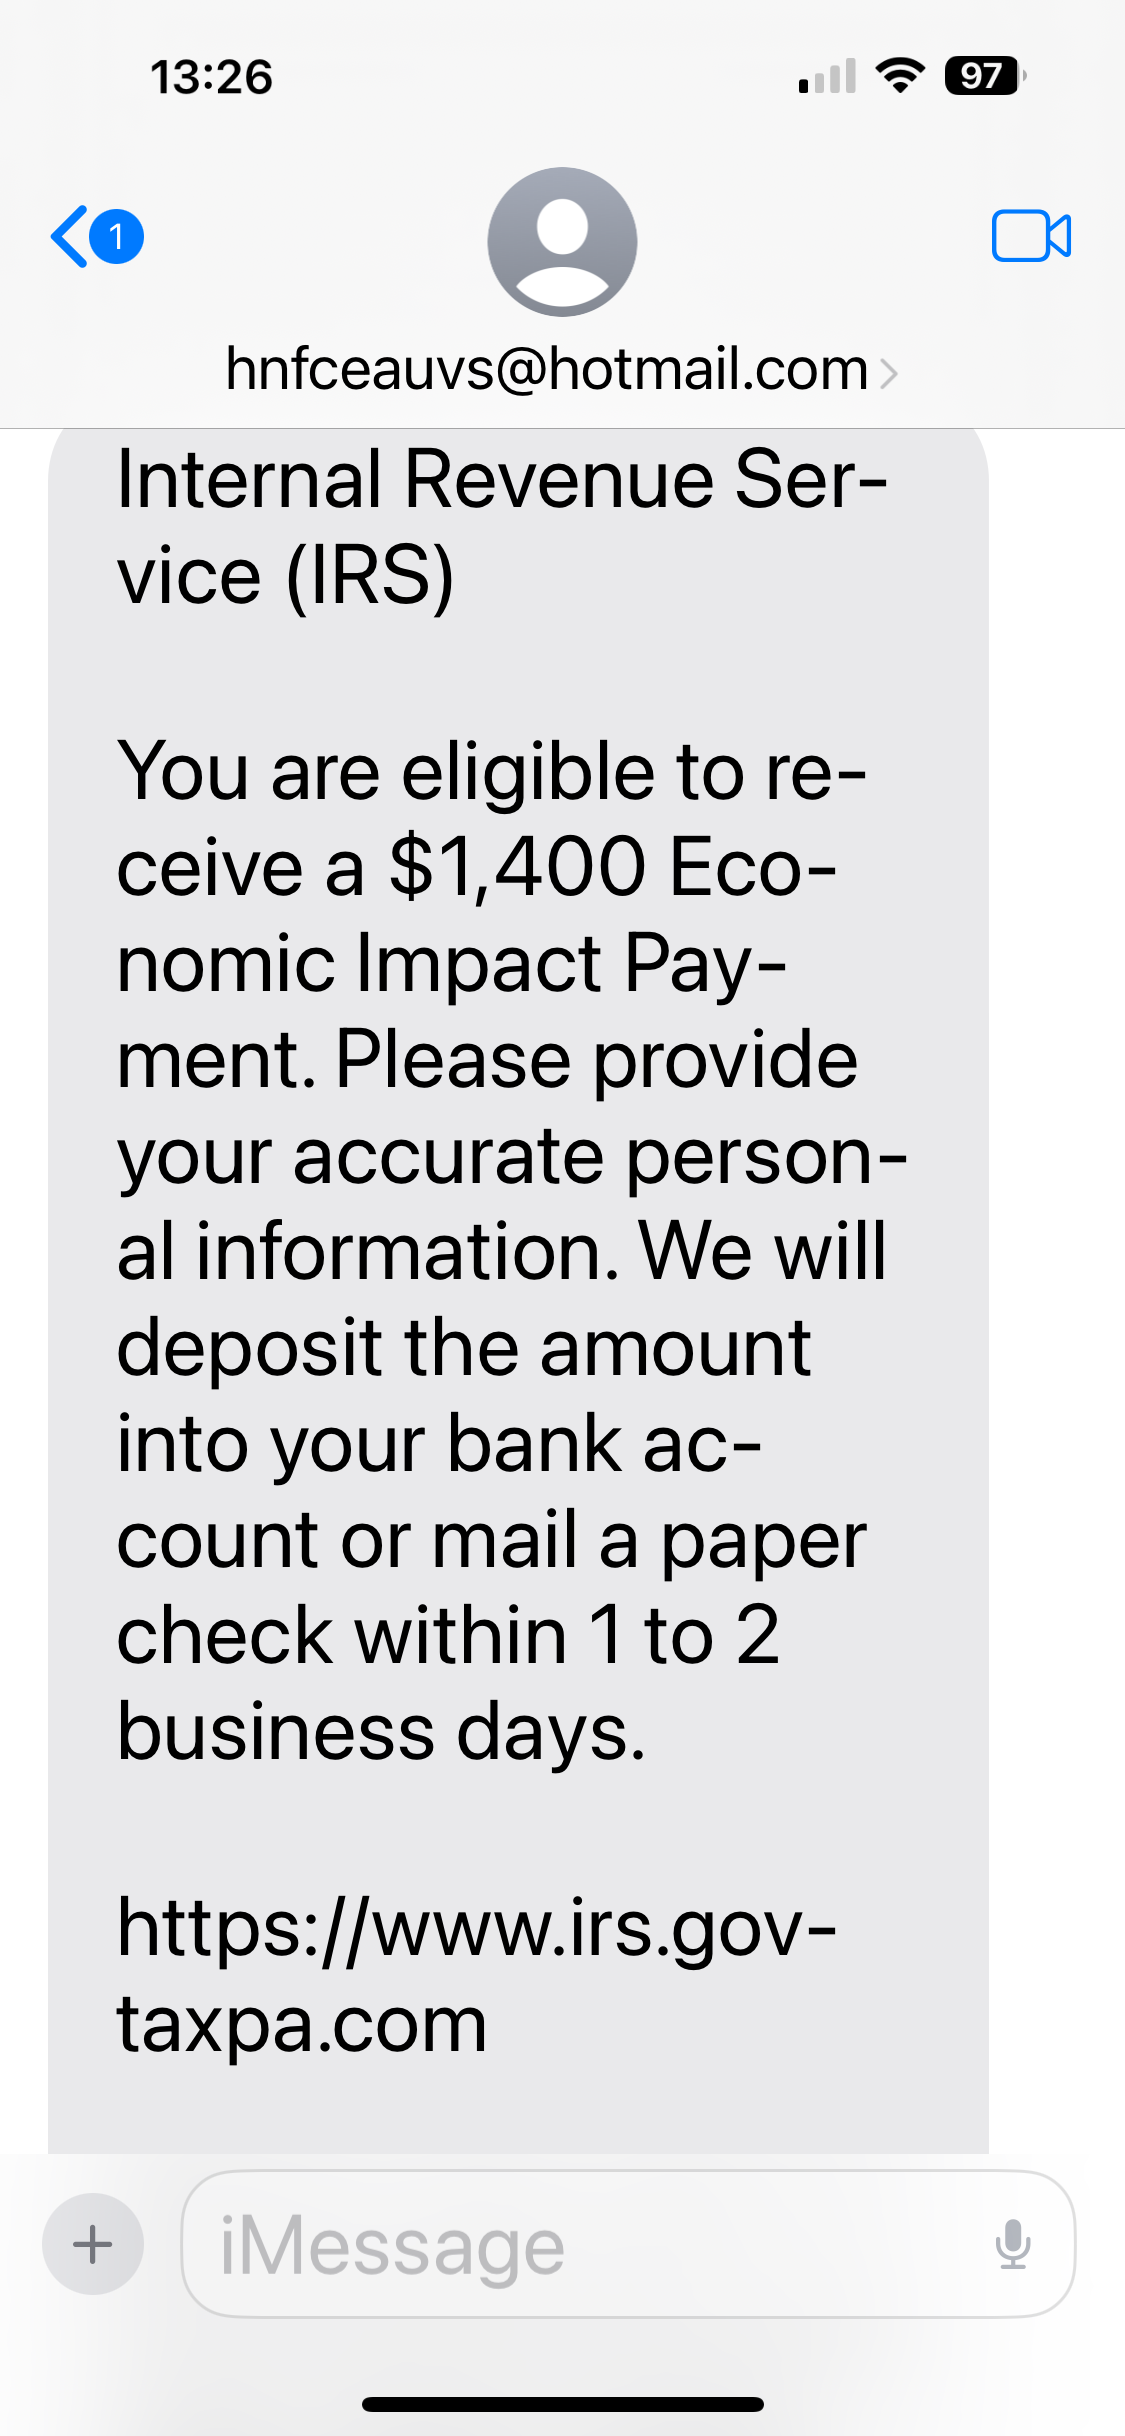 13:26
97
1
hnfceauvs@hotmail.com
Internal Revenue Ser-
vice (IRS)
You are eligible to re-
ceive a $1,400 Eco-
nomic Impact Pay-
ment. Please provide
your accurate person-
al information. We will
deposit the amount
into your bank ac-
count or mail a paper
check within 1 to 2
business days.
https://www.irs.gov-
taxpa.com
iMessage